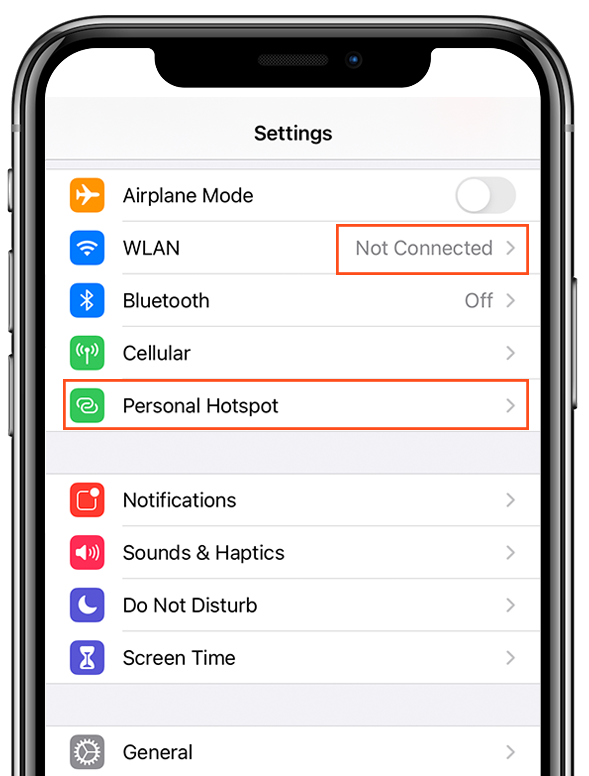 Settings
Airplane Mode
WLAN Not Connected
Bluetooth Off
Cellular
Personal Hotspot
Notifications
Sounds & Haptics
Do Not Disturb
Screen Time
General